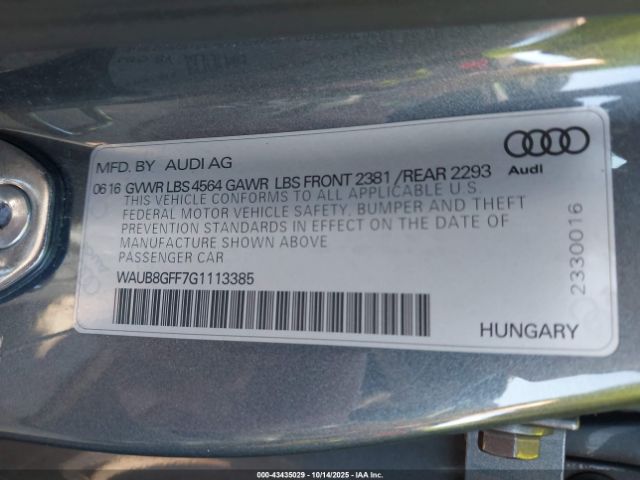 MFD. BY AUDI AG
Audi
06 16 GVWR LBS 4564 GAWR LBS FRONT 2381 /REAR 2293
THIS VEHICLE CONFORMS TO ALL APPLICABLE U.S.
FEDERAL MOTOR VEHICLE SAFETY, BUMPER AND THEFT
PREVENTION STANDARDS IN EFFECT ON THE DATE OF
MANUFACTURE SHOWN ABOVE
PASSENGER CAR
WAUB8GFF7G1113385
2330016
HUNGARY
000-43435029 - 10/14/2025 - IAAI.COM